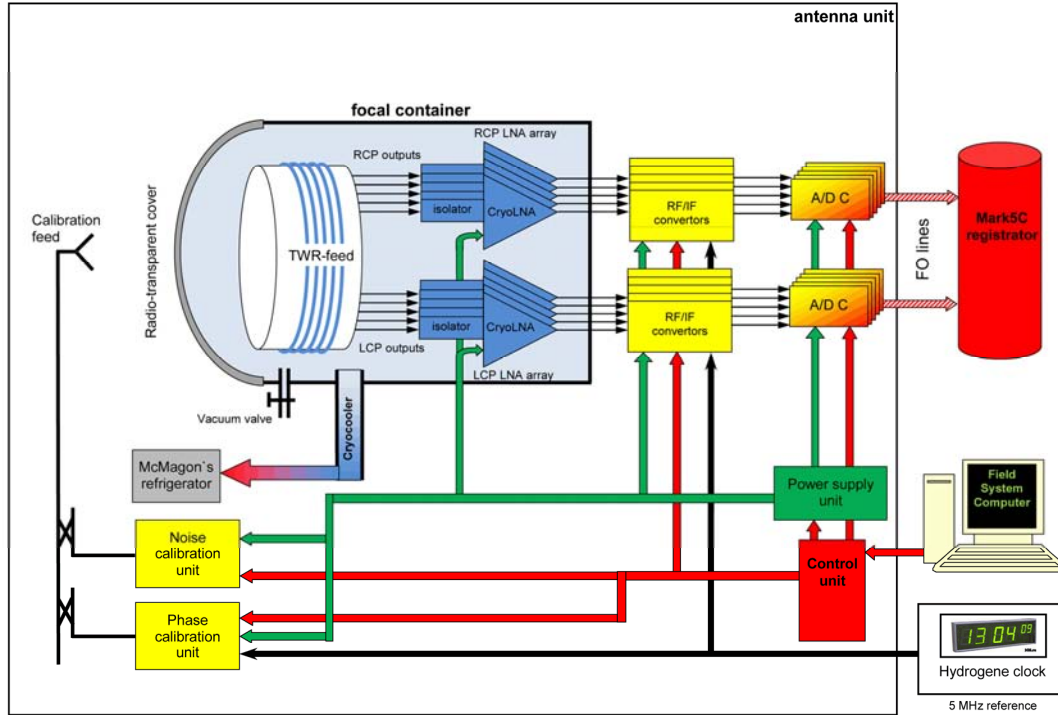 antenna unit
focal container
Radio-transparent cover
RCP LNA array
RCP outputs
isolator
CryoLNA
TWR-feed
LCP outputs
isolator
CryoLNA
LCP LNA array
RF/IF
convertors
RF/IF
convertors
A/D C
A/D C
FO lines
Mark5C
registrator
Calibration
feed
Vacuum valve
Cryocooler
McMagon`s
refrigerator
Power supply
unit
Field
System
Computer
Noise
calibration
unit
Control
unit
Phase
calibration
unit
13 04 09
Hydrogene clock
5 MHz reference